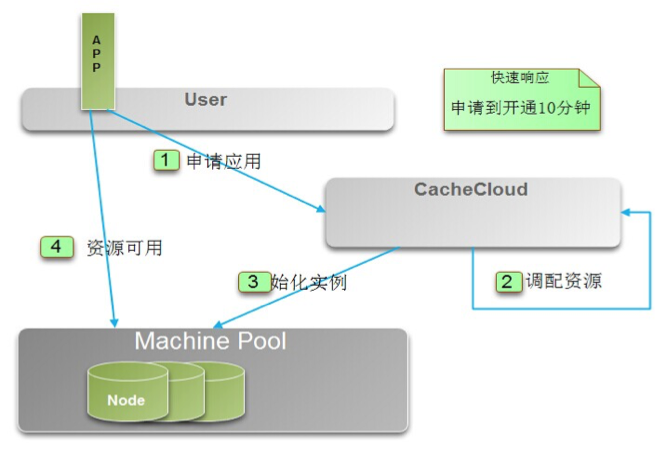 APP
User
快速响应
申请到开通10分钟
1 申请应用
CacheCloud
4 资源可用
3 始化实例
2 调配资源
Machine Pool
Node